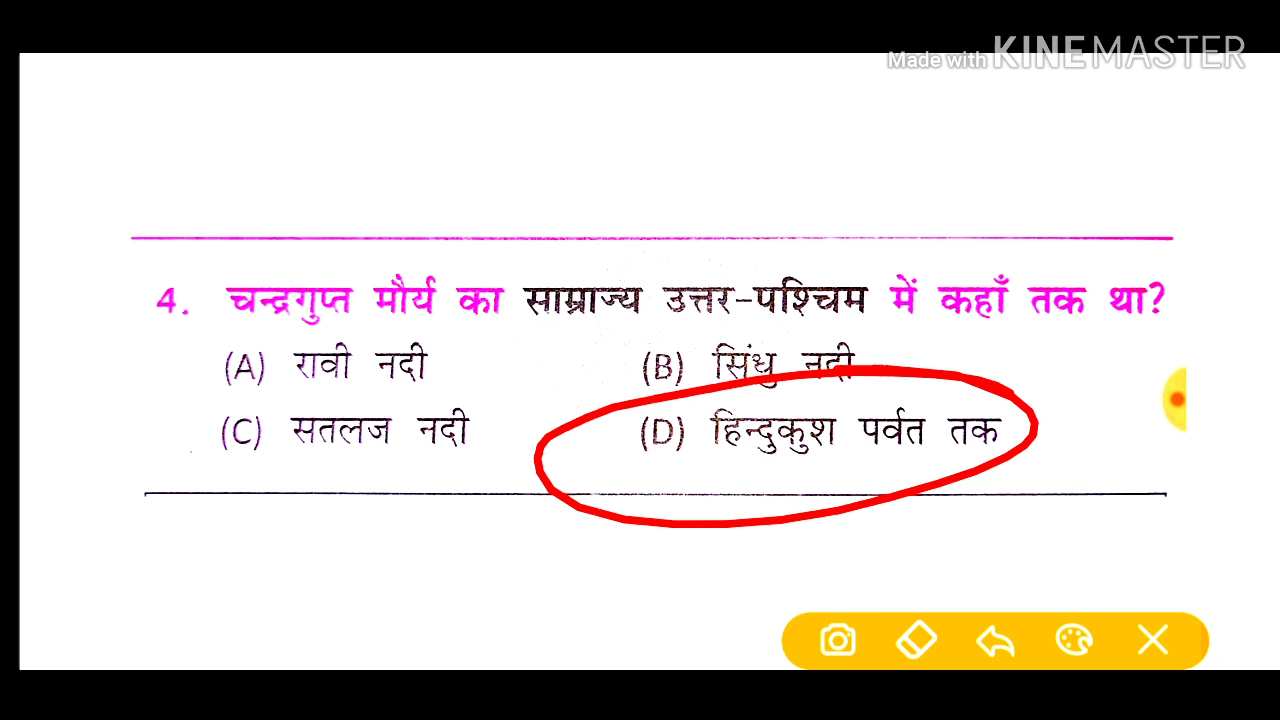 Made with KINEMASTER
4. चन्द्रगुप्त मौर्य का साम्राज्य उत्तर-पश्चिम में कहाँ तक था?
(A) रावी नदी (B) सिंधु नदी
(C) सतलज नदी (D) हिन्दुकुश पर्वत तक